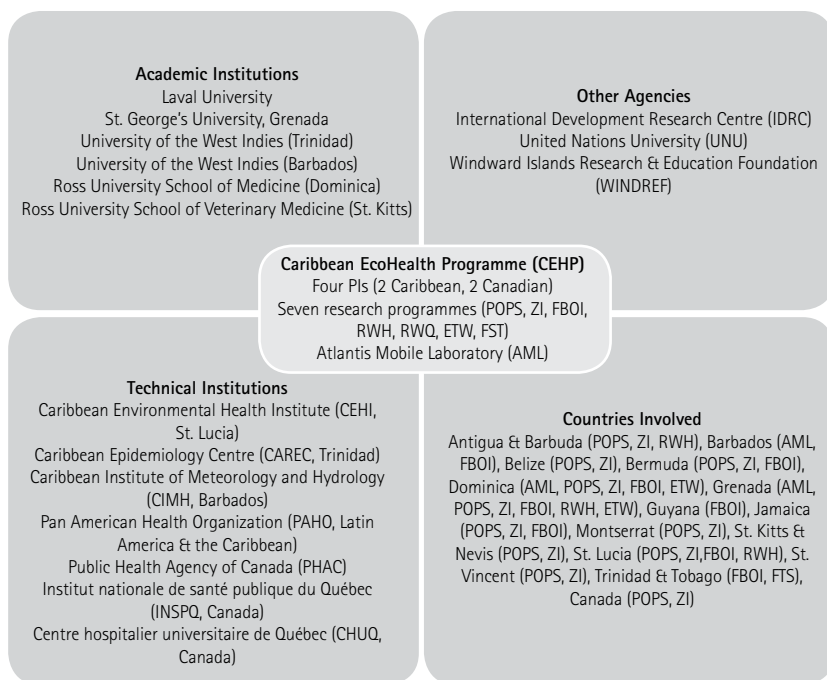 Academic Institutions
Laval University
St. George's University, Grenada
University of the West Indies (Trinidad)
University of the West Indies (Barbados)
Ross University School of Medicine (Dominica)
Ross University School of Veterinary Medicine (St. Kitts)
Other Agencies
International Development Research Centre (IDRC)
United Nations University (UNU)
Windward Islands Research & Education Foundation
(WINDREF)
Caribbean EcoHealth Programme (CEHP)
Four PIs (2 Caribbean, 2 Canadian)
Seven research programmes (POPS, ZI, FBOI,
RWH, RWQ, ETW, FST)
Atlantis Mobile Laboratory (AML)
Technical Institutions
Caribbean Environmental Health Institute (CEHI,
St. Lucia)
Caribbean Epidemiology Centre (CAREC, Trinidad)
Caribbean Institute of Meteorology and Hydrology
(CIMH, Barbados)
Pan American Health Organization (PAHO, Latin
America & the Caribbean)
Public Health Agency of Canada (PHAC)
Institut nationale de santé publique du Québec
(INSPQ, Canada)
Centre hospitalier universitaire de Québec (CHUQ,
Canada)
Countries Involved
Antigua & Barbuda (POPS, ZI, RWH), Barbados (AML,
FBOI), Belize (POPS, ZI), Bermuda (POPS, ZI, FBOI),
Dominica (AML, POPS, ZI, FBOI, ETW), Grenada (AML,
POPS, ZI, FBOI, RWH, ETW), Guyana (FBOI), Jamaica
(POPS, ZI, FBOI), Montserrat (POPS, ZI), St. Kitts &
Nevis (POPS, ZI), St. Lucia (POPS, ZI,FBOI, RWH), St.
Vincent (POPS, ZI), Trinidad & Tobago (FBOI, FTS),
Canada (POPS, ZI)